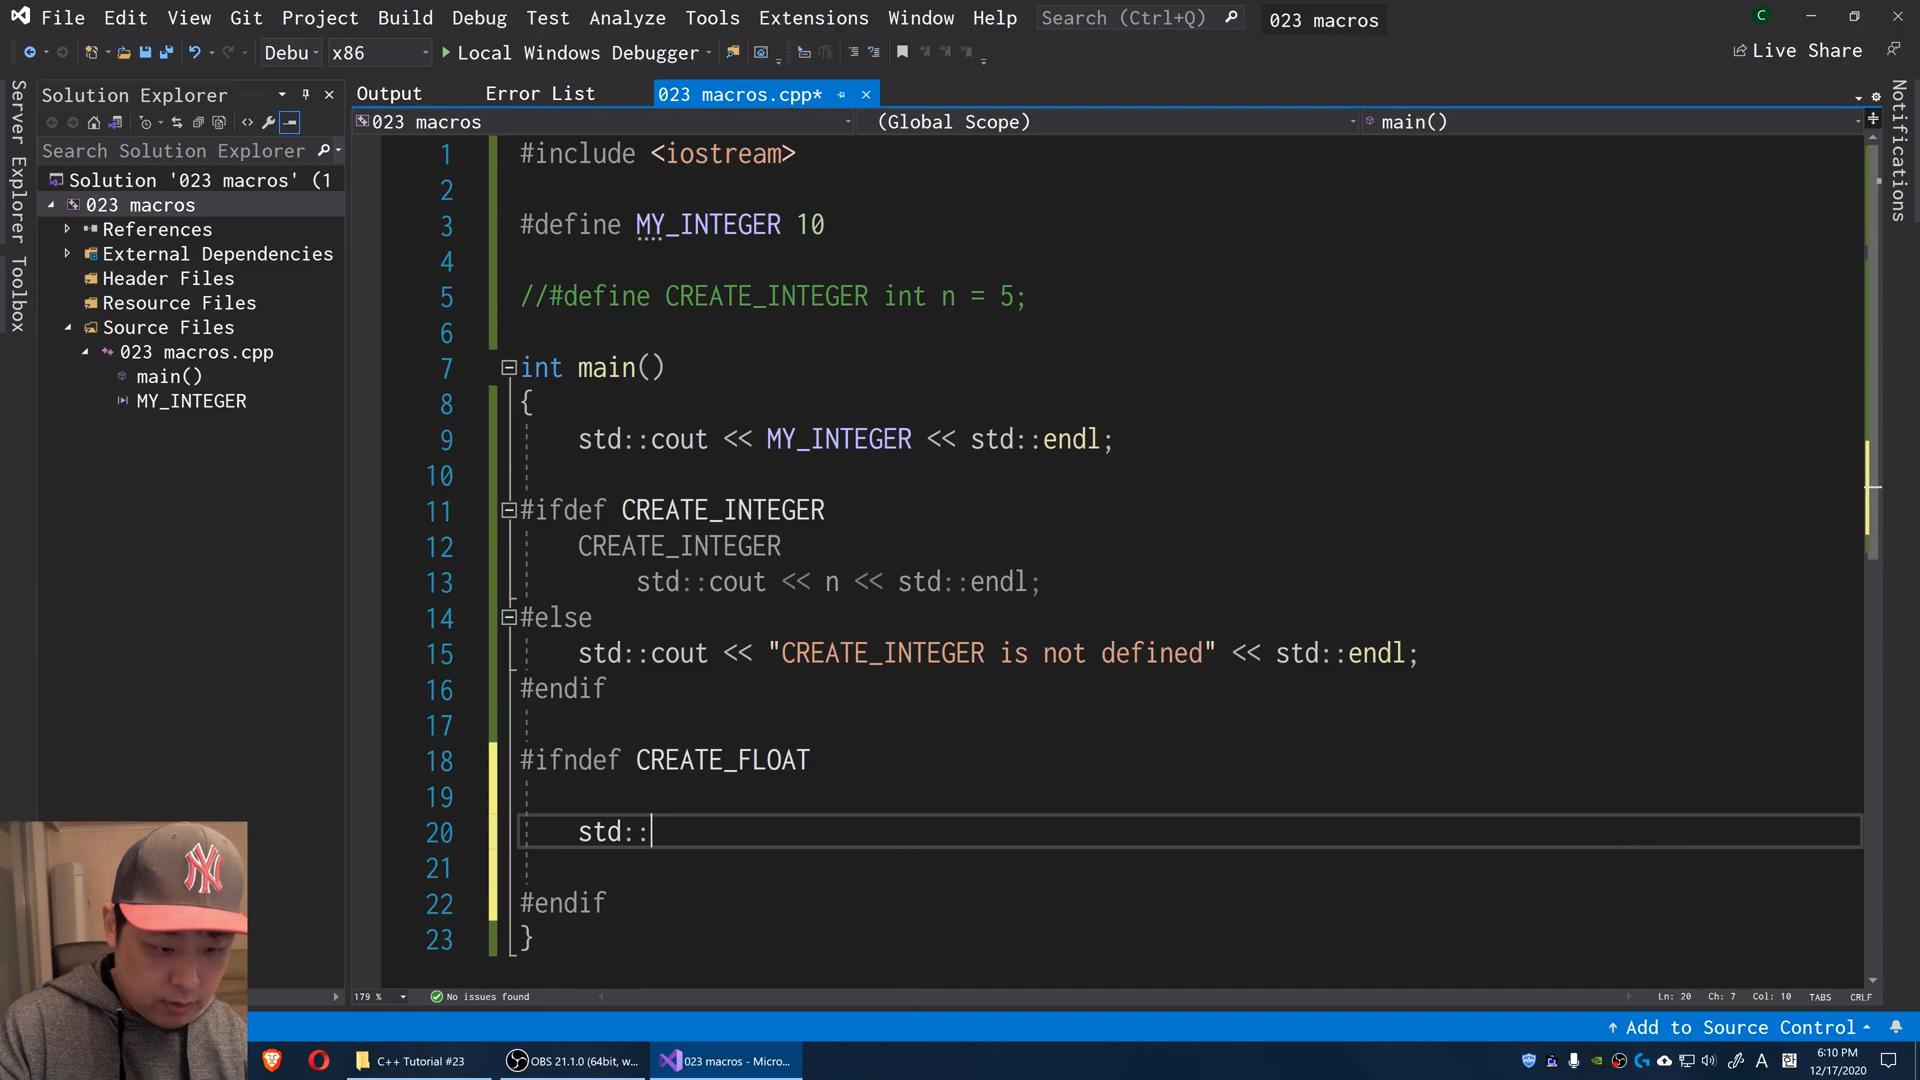 File Edit View Git Project Build Debug Test Analyze Tools Extensions Window Help Search (Ctrl+Q) 023 macros C
Debu x86 Local Windows Debugger Live Share
Server Explorer
Toolbox
Notifications
Solution Explorer
Search Solution Explorer
Solution '023 macros' (1
023 macros
References
External Dependencies
Header Files
Resource Files
Source Files
023 macros.cpp
main()
MY_INTEGER
Output Error List 023 macros.cpp*
023 macros (Global Scope) main()
1 #include <iostream>
2
3 #define MY_INTEGER 10
4
5 //#define CREATE_INTEGER int n = 5;
6
7 int main()
8 {
9 std::cout << MY_INTEGER << std::endl;
10
11 #ifdef CREATE_INTEGER
12 CREATE_INTEGER
13 std::cout << n << std::endl;
14 #else
15 std::cout << "CREATE_INTEGER is not defined" << std::endl;
16 #endif
17
18 #ifndef CREATE_FLOAT
19
20 std::
21
22 #endif
23 }
179 % No issues found Ln: 20 Ch: 7 Col: 10 TABS CRLF
Add to Source Control
C++ Tutorial #23 OBS 21.1.0 (64bit, w... 023 macros - Micro... A 한 6:10 PM
12/17/2020
NY